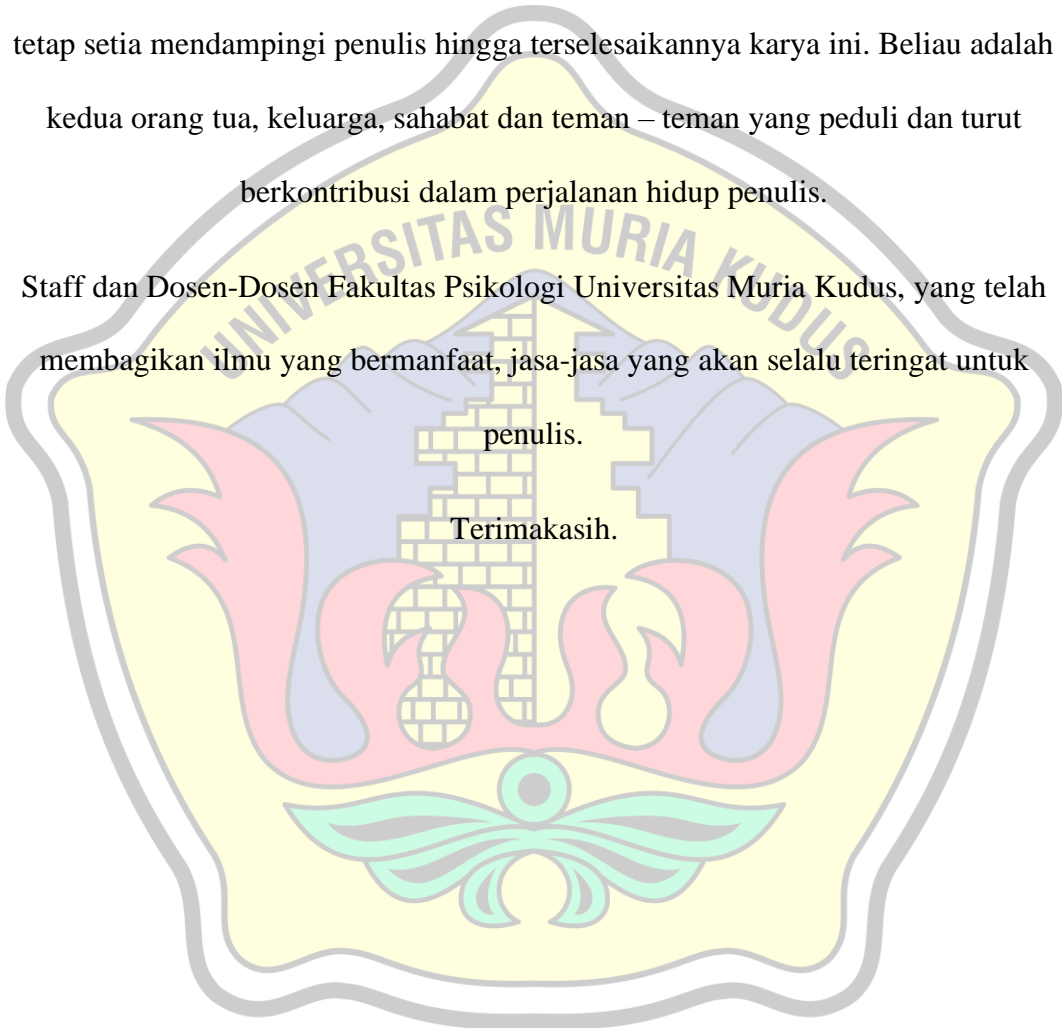 tetap setia mendampingi penulis hingga terselesaikannya karya ini. Beliau adalah
kedua orang tua, keluarga, sahabat dan teman – teman yang peduli dan turut
berkontribusi dalam perjalanan hidup penulis.
UNIVERSITAS MURIA KUDUS
Staff dan Dosen-Dosen Fakultas Psikologi Universitas Muria Kudus, yang telah
membagikan ilmu yang bermanfaat, jasa-jasa yang akan selalu teringat untuk
penulis.
Terimakasih.